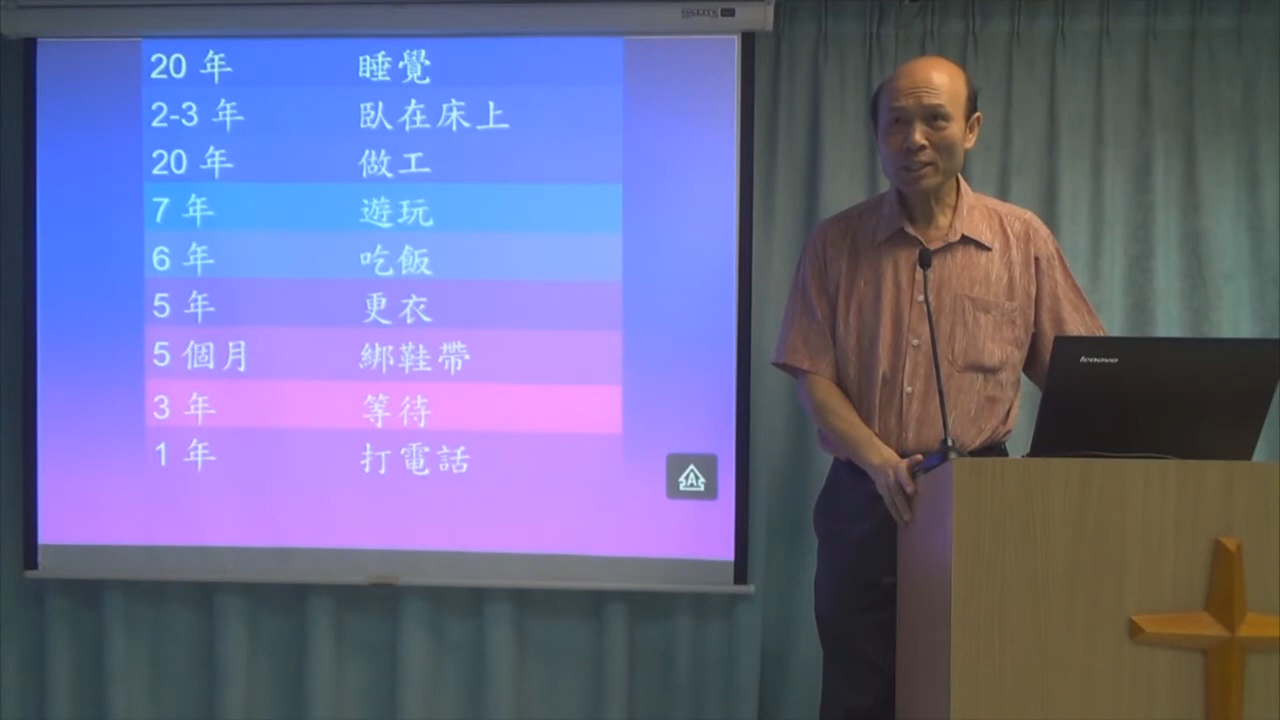 20 年 睡覺
2-3 年 臥在床上
20 年 做工
7 年 遊玩
6 年 吃飯
5 年 更衣
5 個月 綁鞋帶
3 年 等待
1 年 打電話
A
lenovo